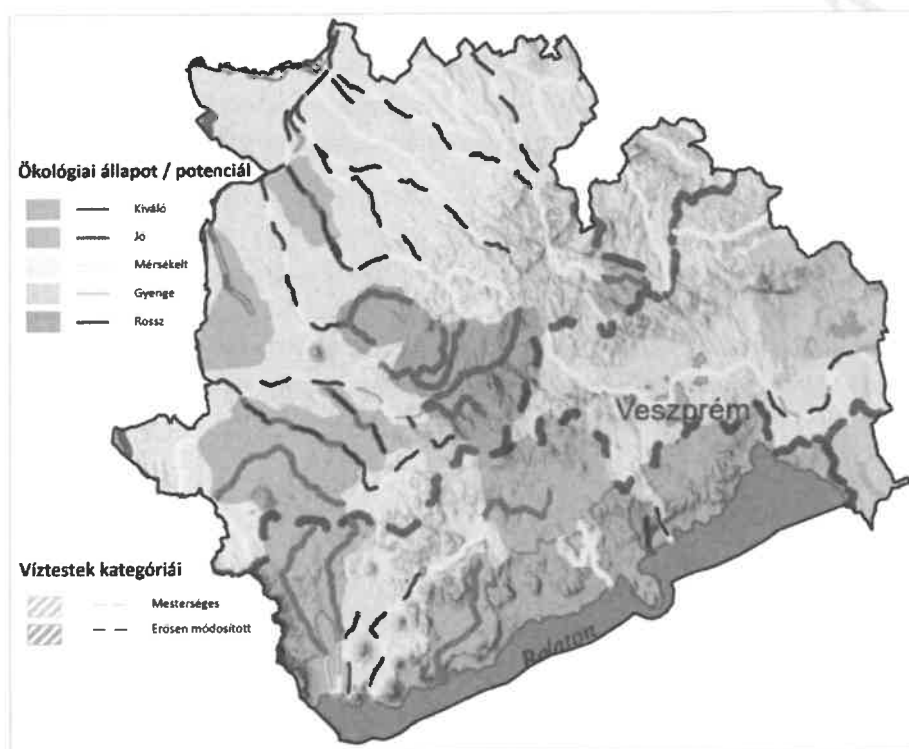 Ökológiai állapot / potenciál
Kiváló
Jó
Mérsékelt
Gyenge
Rossz
Veszprém
Víztestek kategóriái
Mesterséges
Erősen módosított
Balaton